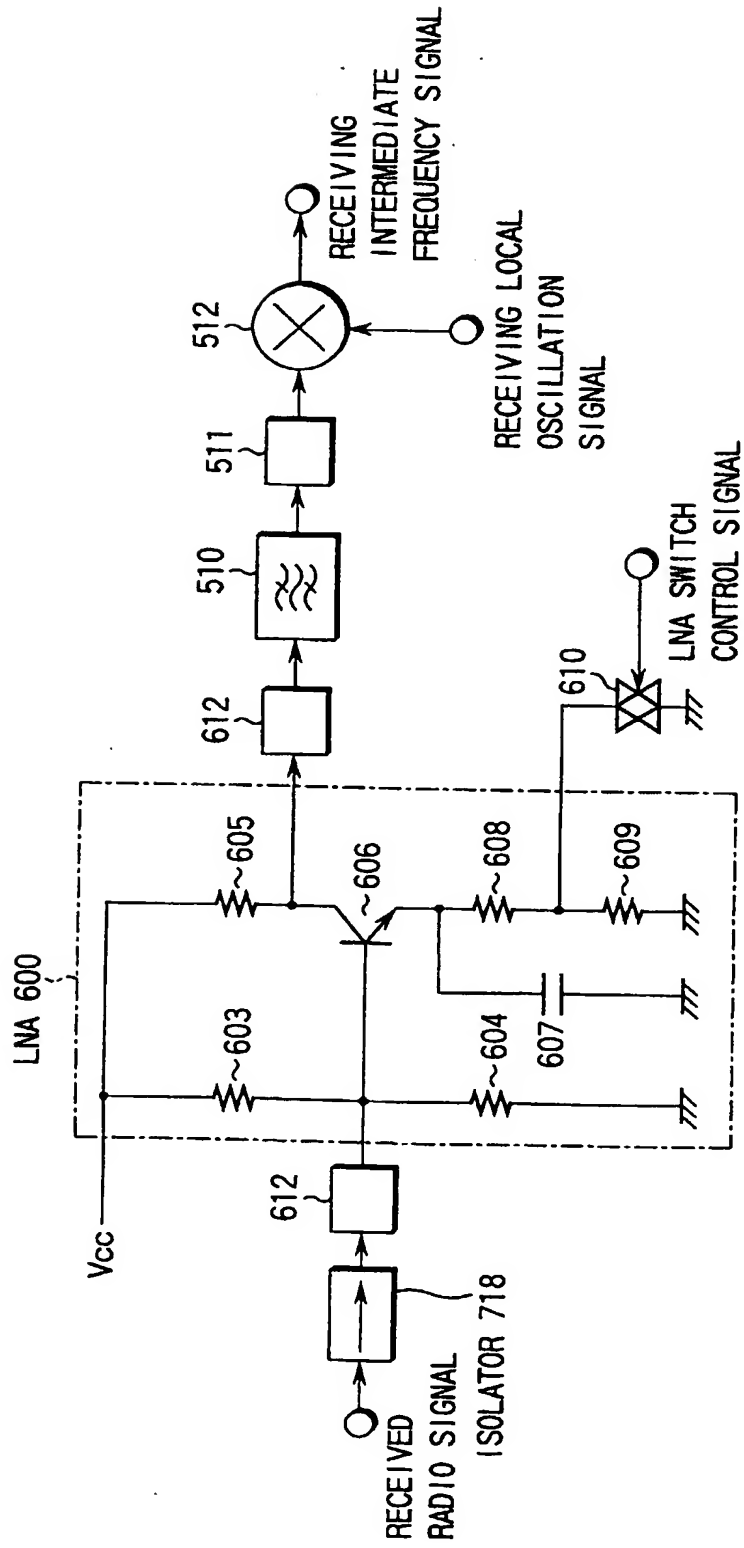 LNA 600
Vcc
603
605
606
604
607
608
609
612
612
510
511
512
610
RECEIVED
RADIO SIGNAL
ISOLATOR 718
RECEIVING
INTERMEDIATE
FREQUENCY SIGNAL
RECEIVING LOCAL
OSCILLATION
SIGNAL
LNA SWITCH
CONTROL SIGNAL